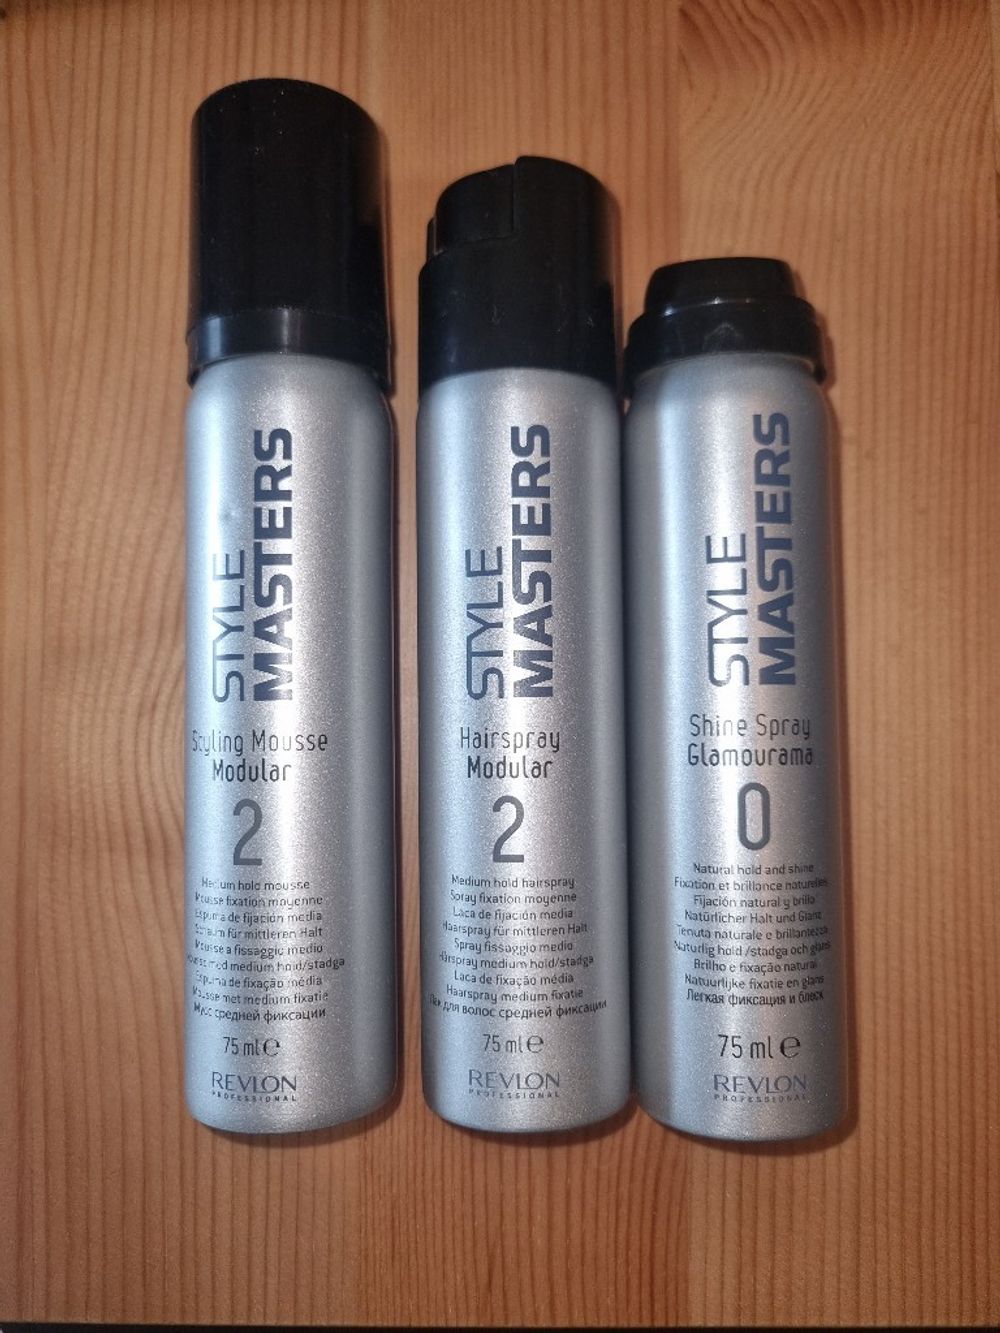 STYLE
MASTERS
Styling Mousse
Modular
2
Medium hold mousse
Mousse fixation moyenne
Espuma de fijación media
Schaum für mittleren Halt
Mousse a fissaggio medio
Mousse med medium hold/stadga
Espuma de fixação média
Mousse met medium fixatie
Мусс средней фиксации
75 ml e
REVLON
PROFESSIONAL
STYLE
MASTERS
Hairspray
Modular
2
Medium hold hairspray
Spray fixation moyenne
Laca de fijación media
Haarspray für mittleren Halt
Spray fissaggio medio
Hårspray medium hold/stadga
Laca de fixação média
Haarspray medium fixatie
Лак для волос средней фиксации
75 ml e
REVLON
PROFESSIONAL
STYLE
MASTERS
Shine Spray
Glamourama
0
Natural hold and shine
Fixation et brillance naturelles
Fijación natural y brillo
Natürlicher Halt und Glanz
Tenuta naturale e brillantezza
Naturlig hold /stadga och glans
Brilho e fixação natural
Natuurlijke fixatie en glans
Легкая фиксация и блеск
75 ml e
REVLON
PROFESSIONAL